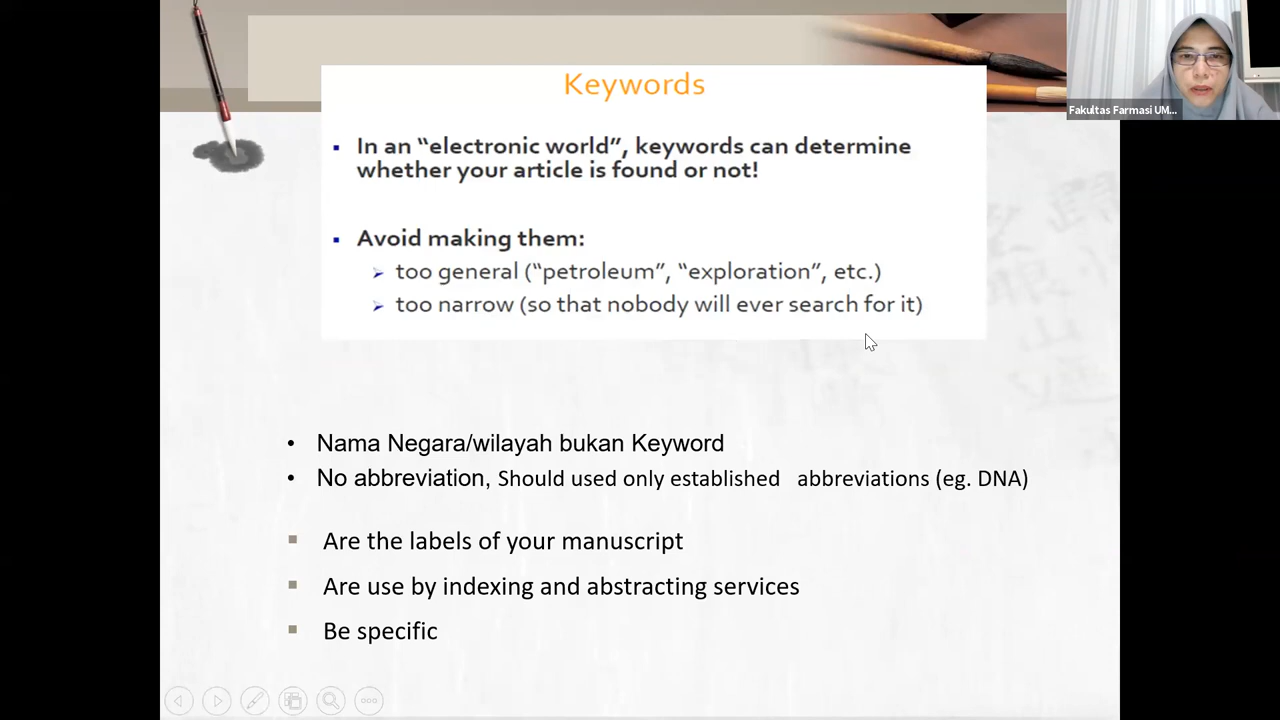 Keywords
Fakultas Farmasi UM...
▪ In an “electronic world”, keywords can determine
whether your article is found or not!
▪ Avoid making them:
➢ too general (“petroleum”, “exploration”, etc.)
➢ too narrow (so that nobody will ever search for it)
• Nama Negara/wilayah bukan Keyword
• No abbreviation, Should used only established abbreviations (eg. DNA)
▪ Are the labels of your manuscript
▪ Are use by indexing and abstracting services
▪ Be specific